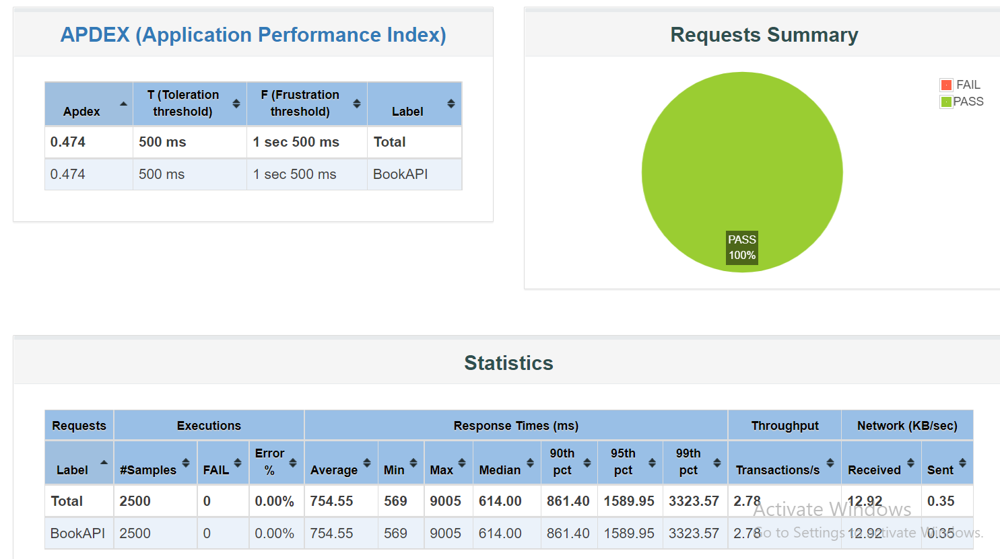 APDEX (Application Performance Index)
Apdex T (Toleration threshold) F (Frustration threshold) Label
0.474 500 ms 1 sec 500 ms Total
0.474 500 ms 1 sec 500 ms BookAPI
Requests Summary
FAIL
PASS
PASS
100%
Statistics
Requests Executions Response Times (ms) Throughput Network (KB/sec)
Label #Samples FAIL Error % Average Min Max Median 90th pct 95th pct 99th pct Transactions/s Received Sent
Total 2500 0 0.00% 754.55 569 9005 614.00 861.40 1589.95 3323.57 2.78 12.92 0.35
BookAPI 2500 0 0.00% 754.55 569 9005 614.00 861.40 1589.95 3323.57 2.78 12.92 0.35
Activate Windows
Go to Settings to activate Windows.